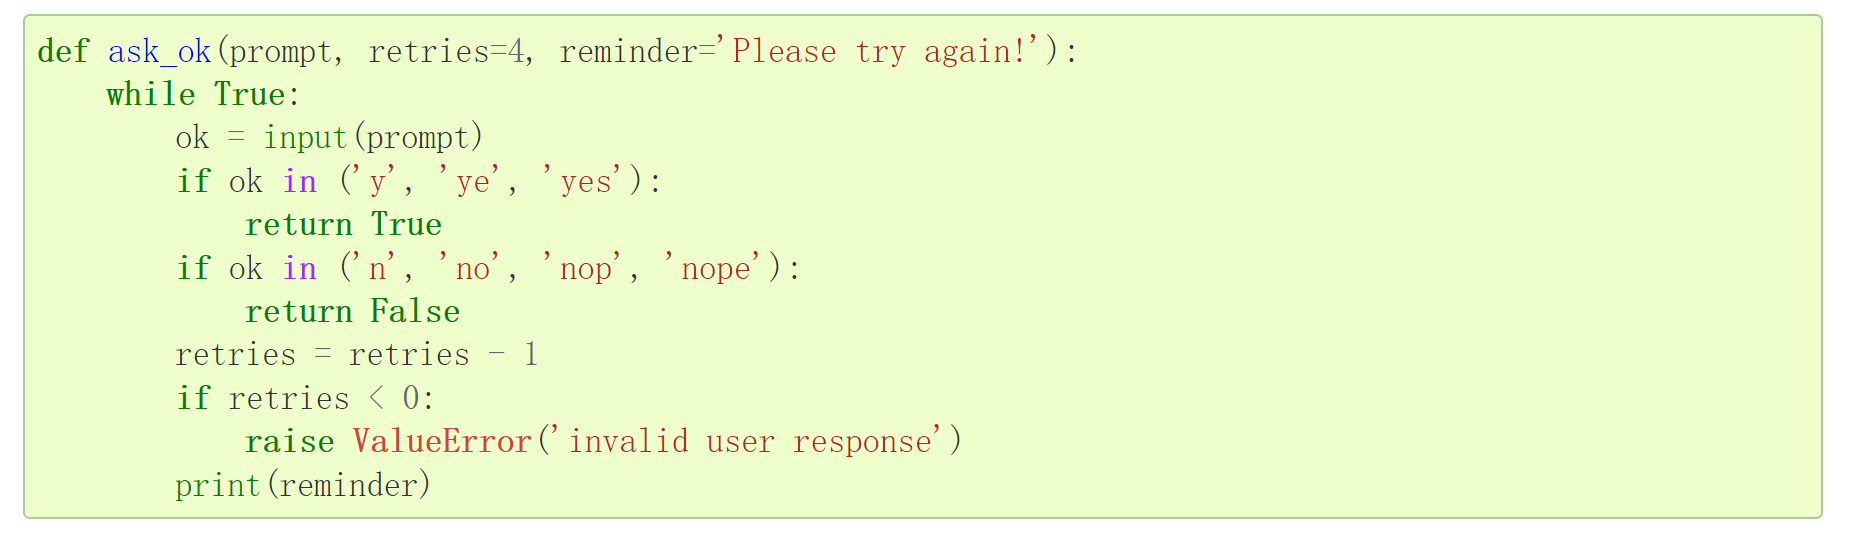 def ask_ok(prompt, retries=4, reminder='Please try again!'):
    while True:
        ok = input(prompt)
        if ok in ('y', 'ye', 'yes'):
            return True
        if ok in ('n', 'no', 'nop', 'nope'):
            return False
        retries = retries - 1
        if retries < 0:
            raise ValueError('invalid user response')
        print(reminder)